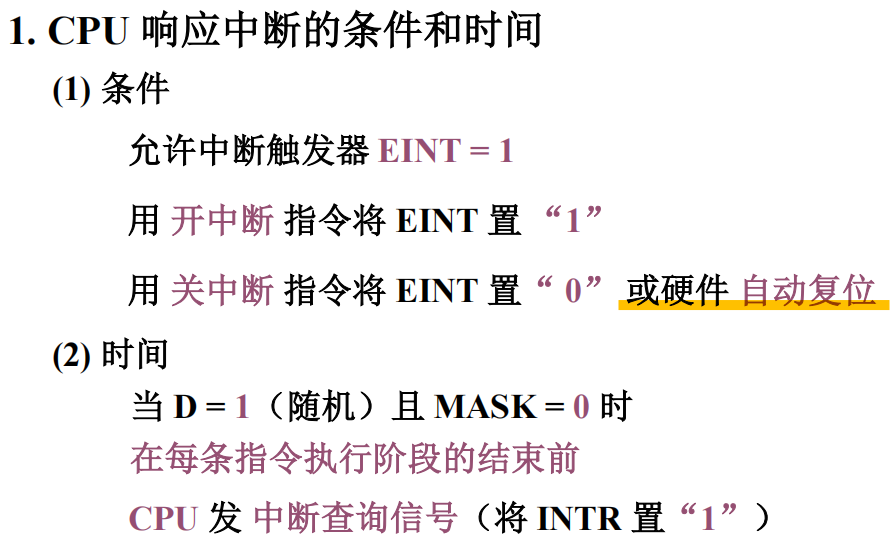 1. CPU 响应中断的条件和时间
(1) 条件
允许中断触发器 EINT = 1
用 开中断 指令将 EINT 置 “1”
用 关中断 指令将 EINT 置“ 0” 或硬件 自动复位
(2) 时间
当 D = 1（随机）且 MASK = 0 时
在每条指令执行阶段的结束前
CPU 发 中断查询信号（将 INTR 置“1”）